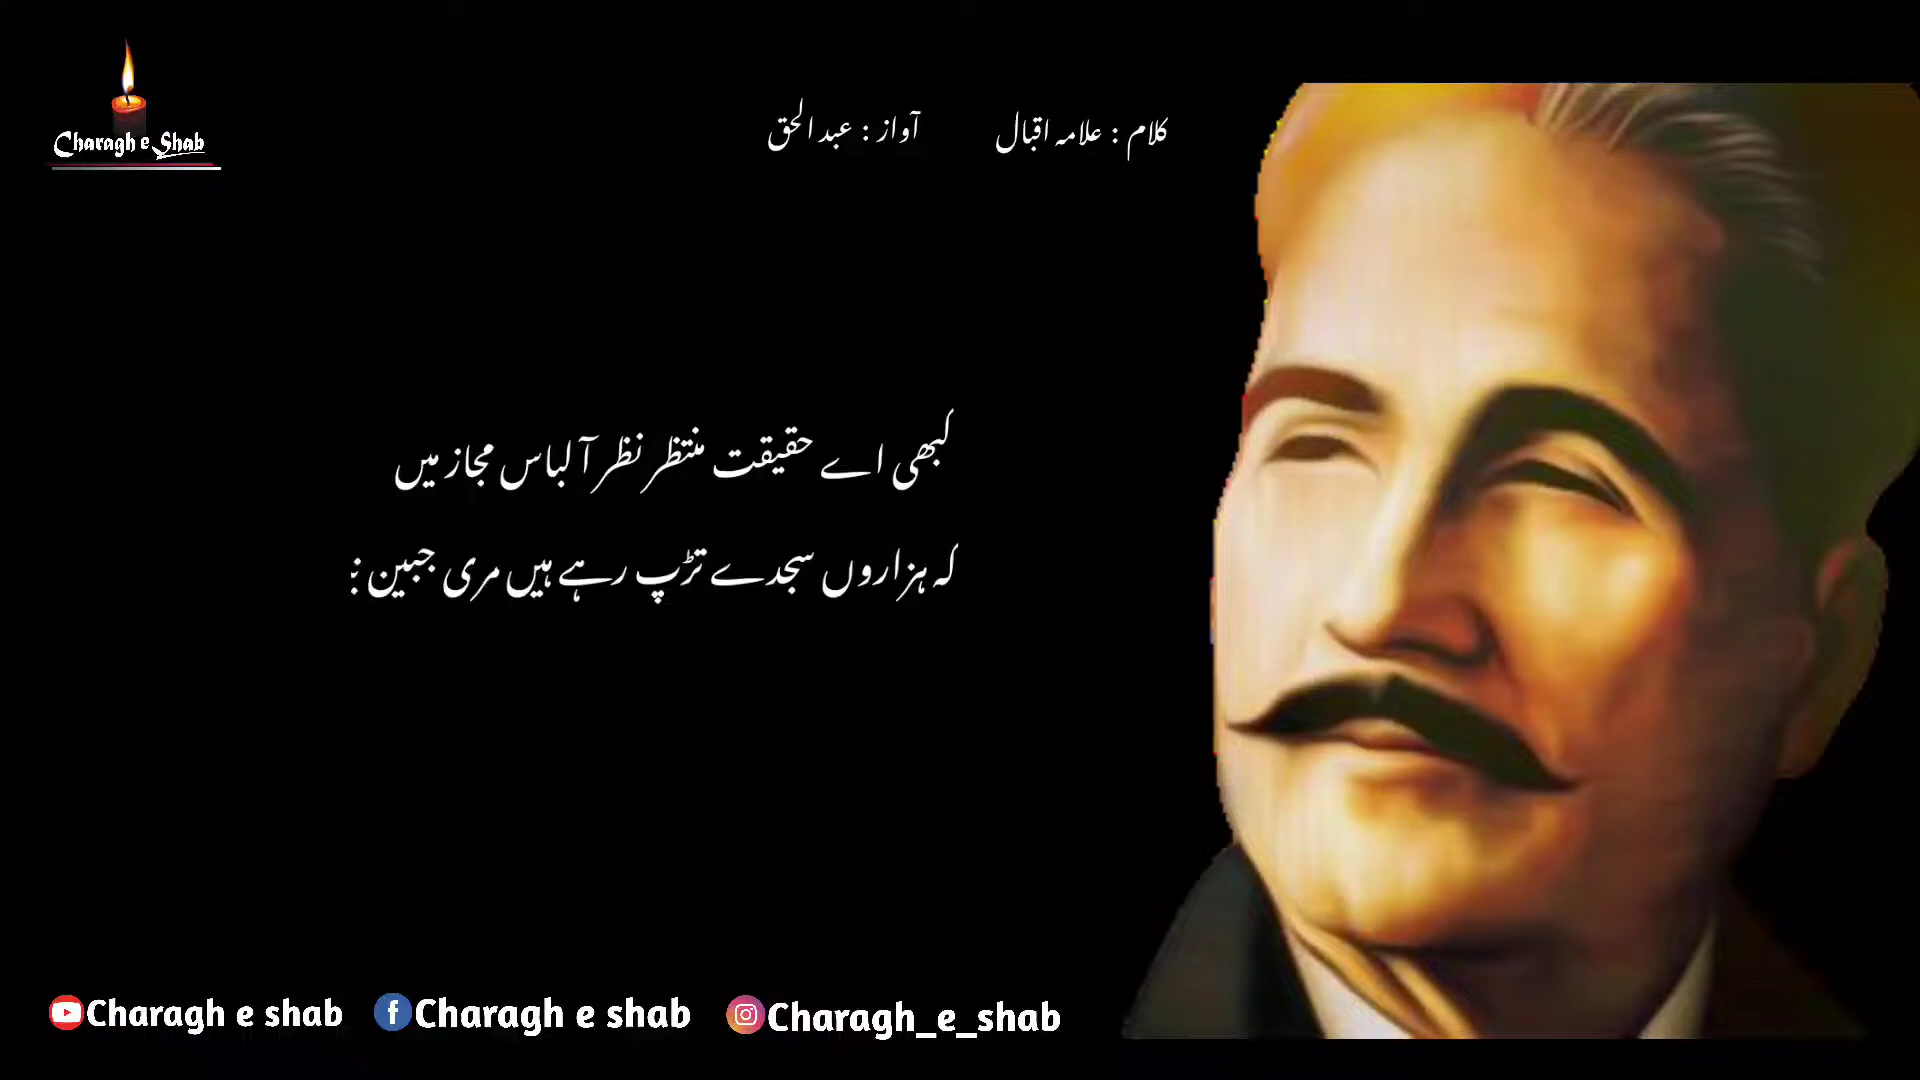 Charagh e Shab
کلام : علامہ اقبال
آواز : عبدالحق
کبھی اے حقیقت منتظر نظر آ لباس مجاز میں
کہ ہزاروں سجدے تڑپ رہے ہیں مری جبین
Charagh e shab
Charagh e shab
Charagh_e_shab